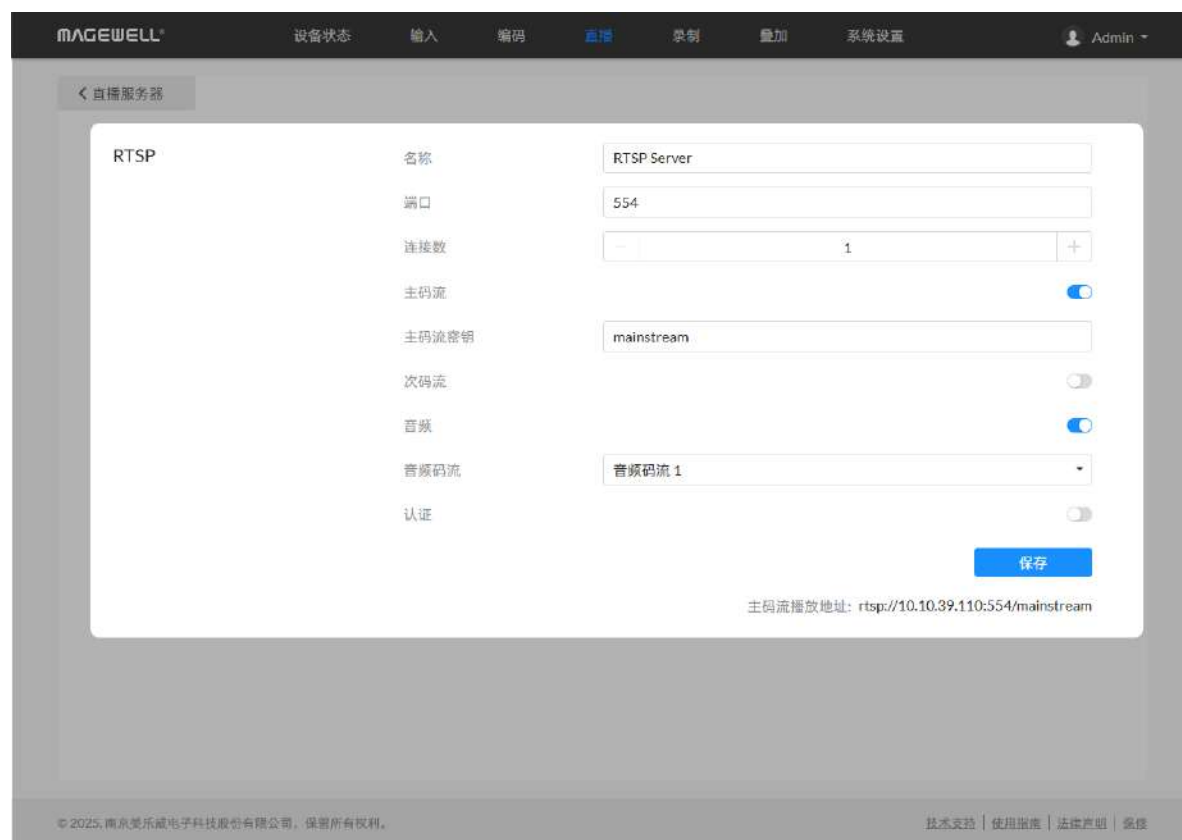 MAGEWELL 设备状态 输入 编码 直播 录制 叠加 系统设置 Admin
直播服务器
RTSP
名称 RTSP Server
端口 554
连接数 1
主码流
主码流密钥 mainstream
次码流
音频
音频码流 音频码流 1
认证
保存
主码流播放地址: rtsp://10.10.39.110:554/mainstream
© 2025, 南京美乐威电子科技股份有限公司。保留所有权利。 技术支持 | 使用指南 | 法律声明 | 保修